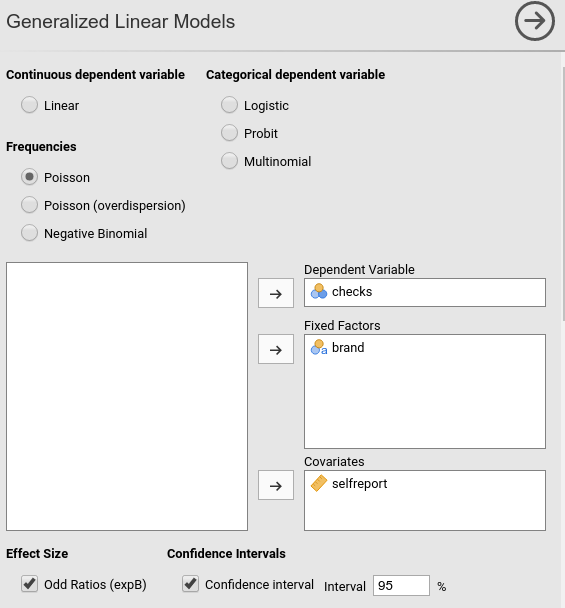 Generalized Linear Models
Continuous dependent variable
Categorical dependent variable
Linear
Logistic
Probit
Frequencies
Multinomial
Poisson
Poisson (overdispersion)
Negative Binomial
Dependent Variable
checks
Fixed Factors
a brand
Covariates
selfreport
Effect Size
Confidence Intervals
Odd Ratios (expB)
Confidence interval
Interval 95 %